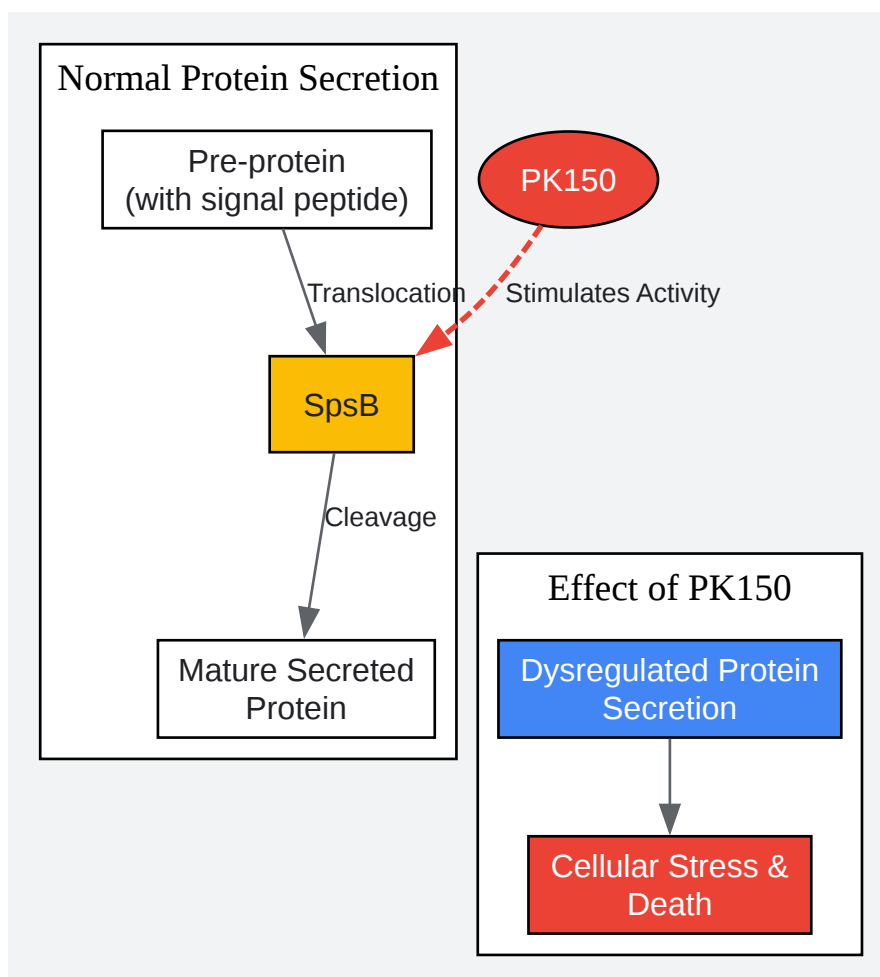 Normal Protein Secretion
Pre-protein
(with signal peptide)
PK150
Translocation
Stimulates Activity
SpsB
Cleavage
Mature Secreted
Protein
Effect of PK150
Dysregulated Protein
Secretion
Cellular Stress &
Death